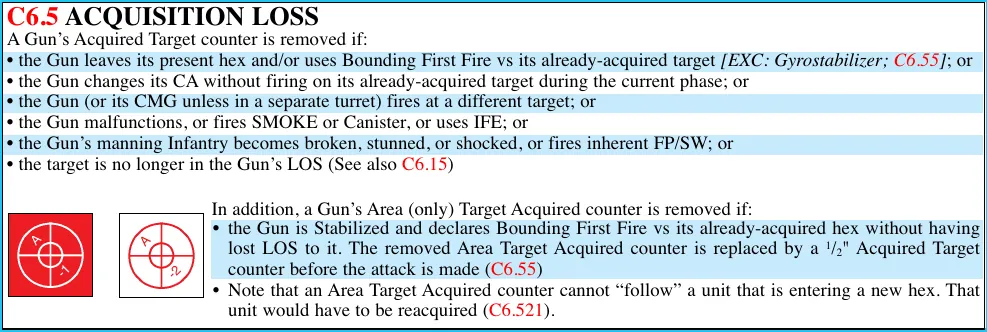 C6.5 ACQUISITION LOSS
A Gun's Acquired Target counter is removed if:
• the Gun leaves its present hex and/or uses Bounding First Fire vs its already-acquired target [EXC: Gyrostabilizer; C6.55]; or
• the Gun changes its CA without firing on its already-acquired target during the current phase; or
• the Gun (or its CMG unless in a separate turret) fires at a different target; or
• the Gun malfunctions, or fires SMOKE or Canister, or uses IFE; or
• the Gun's manning Infantry becomes broken, stunned, or shocked, or fires inherent FP/SW; or
• the target is no longer in the Gun's LOS (See also C6.15)
In addition, a Gun's Area (only) Target Acquired counter is removed if:
• the Gun is Stabilized and declares Bounding First Fire vs its already-acquired hex without having
lost LOS to it. The removed Area Target Acquired counter is replaced by a 1/2" Acquired Target
counter before the attack is made (C6.55)
• Note that an Area Target Acquired counter cannot “follow” a unit that is entering a new hex. That
unit would have to be reacquired (C6.521).
A
-1
A
-2